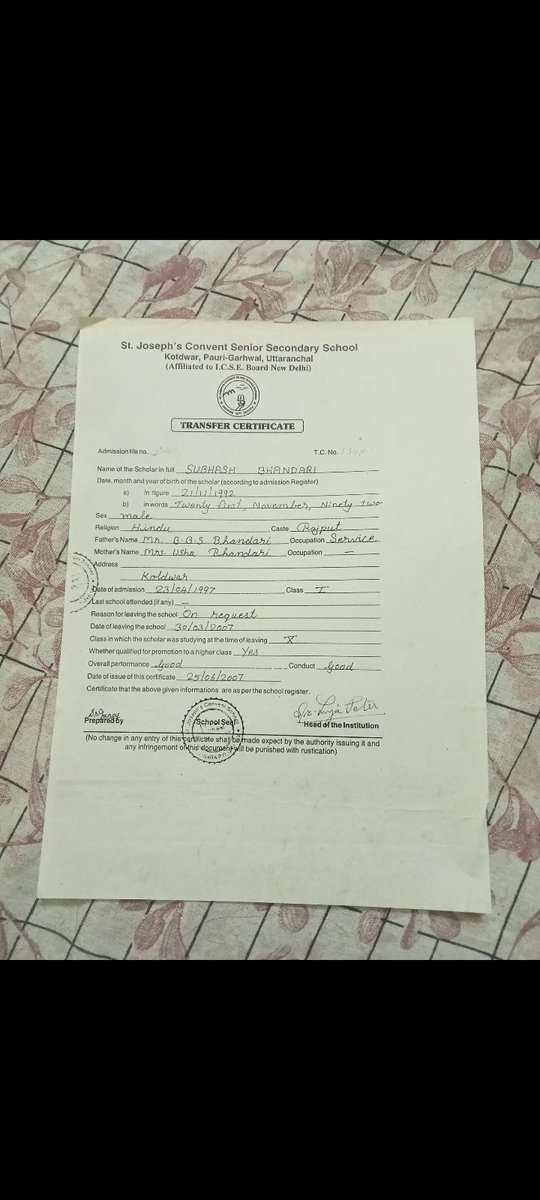 St. Joseph's Convent Senior Secondary School
Kotdwar, Pauri-Garhwal, Uttaranchal
(Affiliated to I.C.S.E. Board New Delhi)
TRANSFER CERTIFICATE
Admission file no. T.C. No.
Name of the Scholar in full SUBHASH BHANDARI
Date, month and year of birth of the scholar (according to admission Register)
a) In figure 21/11/1992
b) in words Twenty first, November, Ninety two
Sex male
Religion Hindu Caste Rajput
Father's Name Mr. B.B.S Bhandari Occupation Service
Mother's Name Mrs. Usha Bhandari Occupation —
Address
Kotdwar
Date of admission 23/04/1997 Class I
Last school attended (if any) —
Reason for leaving the school On request
Date of leaving the school 30/03/2007
Class in which the scholar was studying at the time of leaving X
Whether qualified for promotion to a higher class Yes
Overall performance Good Conduct Good
Date of issue of this certificate 25/06/2007
Certificate that the above given informations are as per the school register.
Prepared by School Seal Head of the Institution
(No change in any entry of this certificate shall be made expect by the authority issuing it and
any infringement of this document will be punished with rustication)